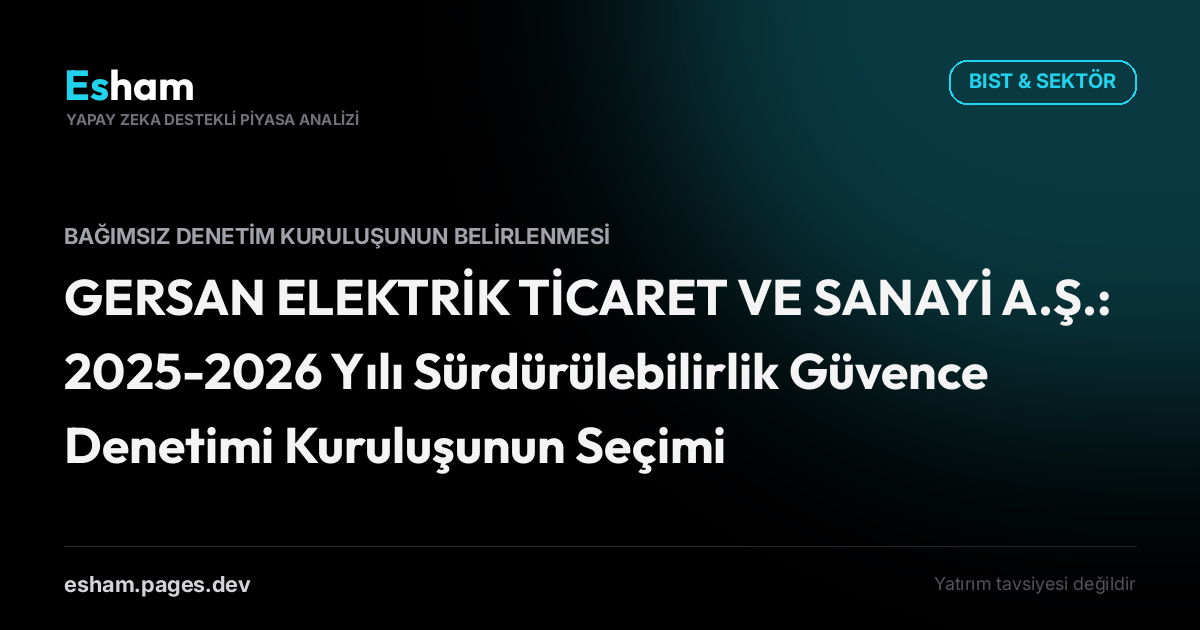 Esham
YAPAY ZEKA DESTEKLİ PİYASA ANALİZİ
BIST & SEKTÖR
BAĞIMSIZ DENETİM KURULUŞUNUN BELİRLENMESİ
GERSAN ELEKTRİK TİCARET VE SANAYİ A.Ş.:
2025-2026 Yılı Sürdürülebilirlik Güvence
Denetimi Kuruluşunun Seçimi
esham.pages.dev
Yatırım tavsiyesi değildir